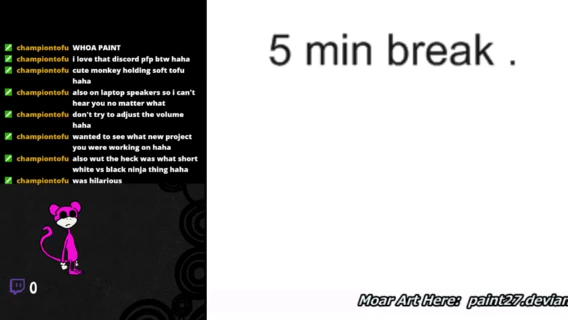 championtofu WHOA PAINT
championtofu i love that discord pfp btw haha
championtofu cute monkey holding soft tofu
haha
championtofu also on laptop speakers so i can't
hear you no matter what
championtofu don't try to adjust the volume
haha
championtofu wanted to see what new project
you were working on haha
championtofu also wut the heck was what short
white vs black ninja thing haha
championtofu was hilarious
0
5 min break .
Moar Art Here: paint27.devian